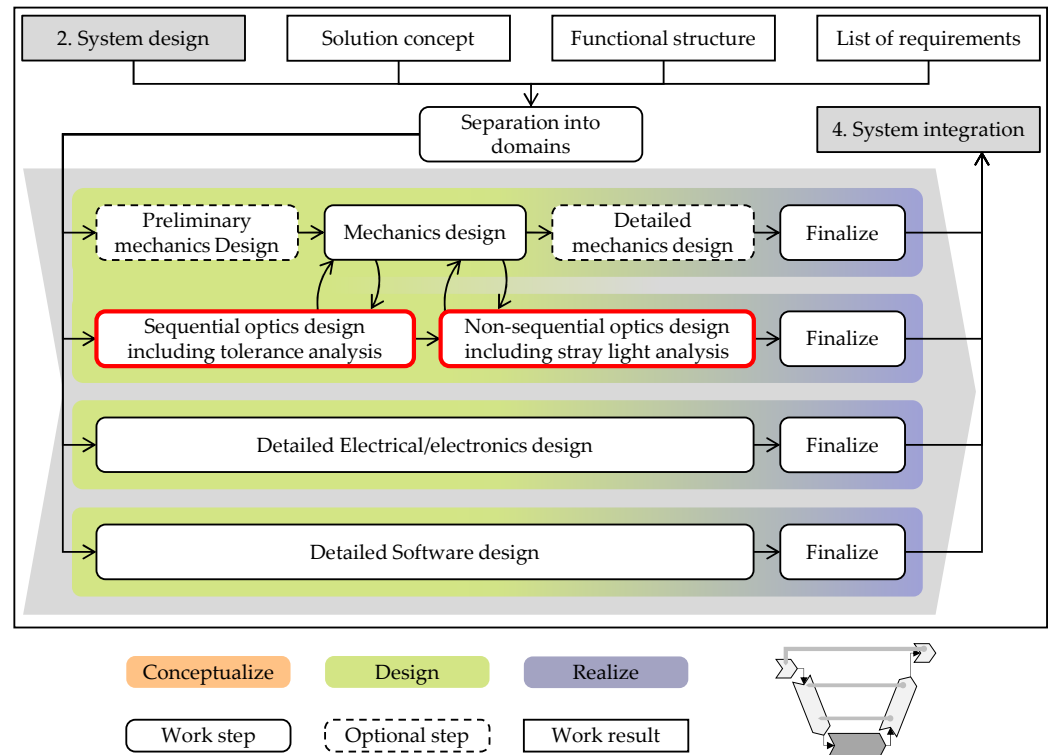 2. System design
Solution concept
Functional structure
List of requirements
Separation into
domains
4. System integration
Preliminary
mechanics Design
Mechanics design
Detailed
mechanics design
Finalize
Sequential optics design
including tolerance analysis
Non-sequential optics design
including stray light analysis
Finalize
Detailed Electrical/electronics design
Finalize
Detailed Software design
Finalize
Conceptualize
Design
Realize
Work step
Optional step
Work result